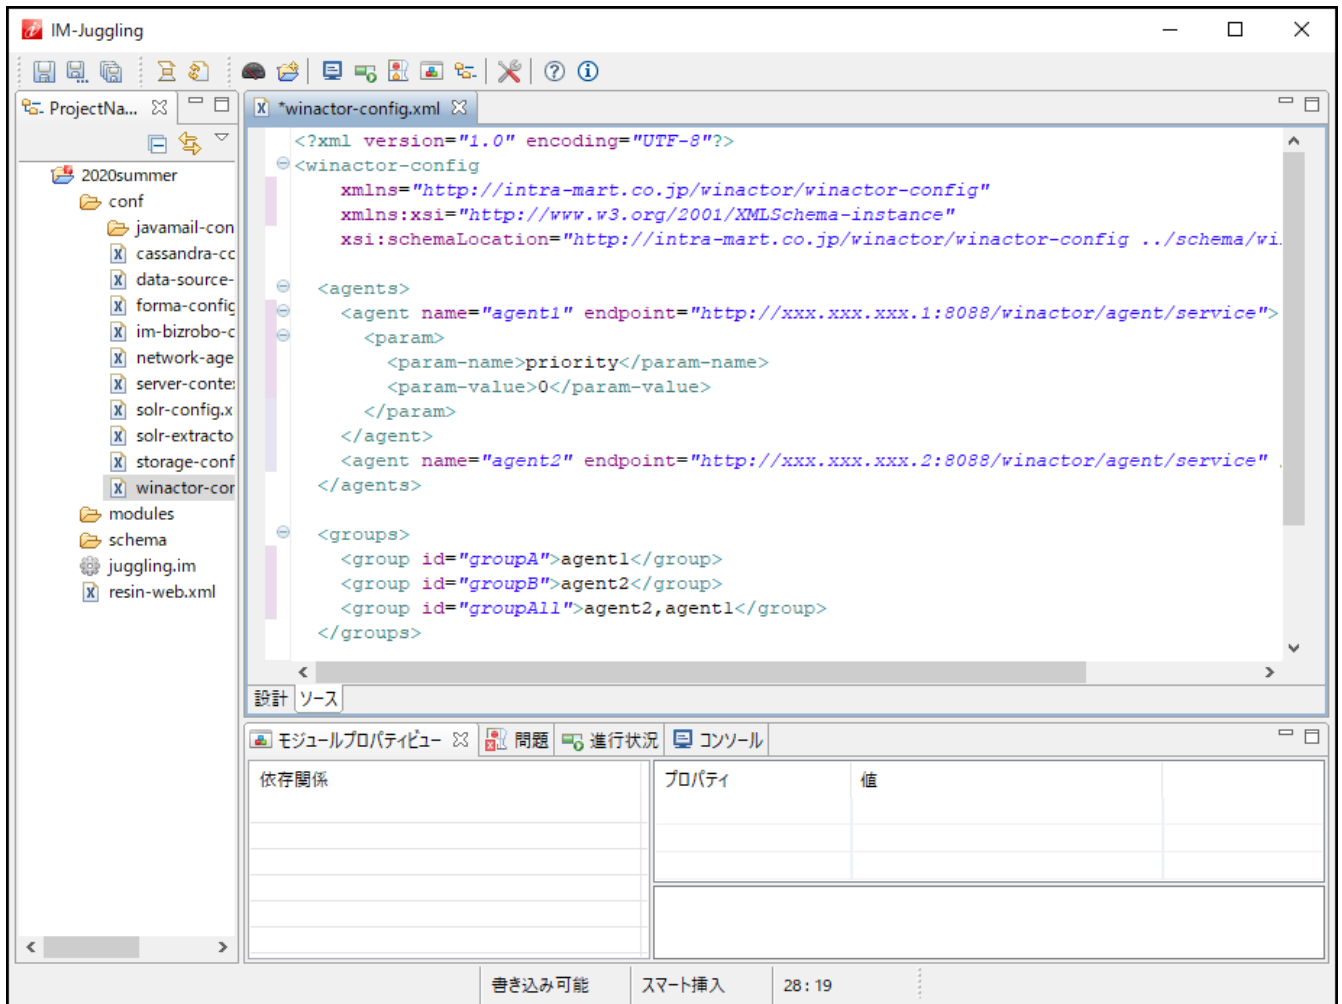 IM-Juggling
ProjectNa...
*winactor-config.xml
2020summer
conf
javamail-con
cassandra-cc
data-source-
forma-config
im-bizrobo-c
network-age
server-conte
solr-config.x
solr-extracto
storage-conf
winactor-cor
modules
schema
juggling.im
resin-web.xml
<?xml version="1.0" encoding="UTF-8"?>
<winactor-config
xmlns="http://intra-mart.co.jp/winactor/winactor-config"
xmlns:xsi="http://www.w3.org/2001/XMLSchema-instance"
xsi:schemaLocation="http://intra-mart.co.jp/winactor/winactor-config ../schema/wi
<agents>
<agent name="agent1" endpoint="http://xxx.xxx.xxx.1:8088/winactor/agent/service">
<param>
<param-name>priority</param-name>
<param-value>0</param-value>
</param>
</agent>
<agent name="agent2" endpoint="http://xxx.xxx.xxx.2:8088/winactor/agent/service"
</agents>
<groups>
<group id="groupA">agent1</group>
<group id="groupB">agent2</group>
<group id="groupAll">agent2,agent1</group>
</groups>
設計 ソース
モジュールプロパティビュー 問題 進行状況 コンソール
依存関係
プロパティ 値
書き込み可能 スマート挿入 28 : 19